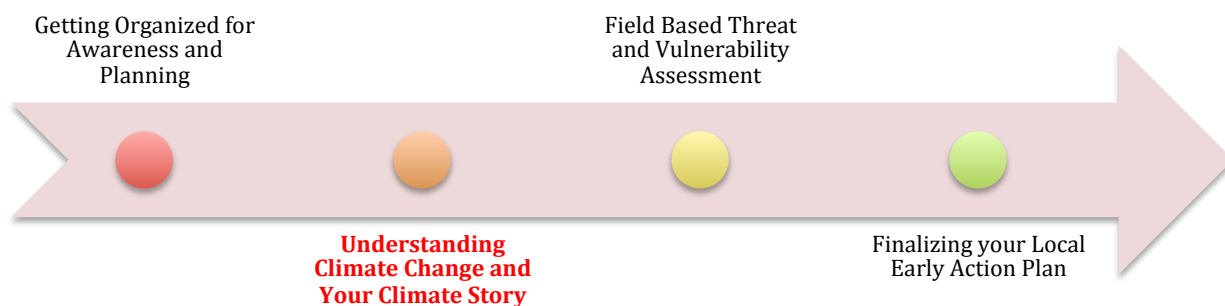 Getting Organized for
Awareness and
Planning
Understanding
Climate Change and
Your Climate Story
Field Based Threat
and Vulnerability
Assessment
Finalizing your Local
Early Action Plan